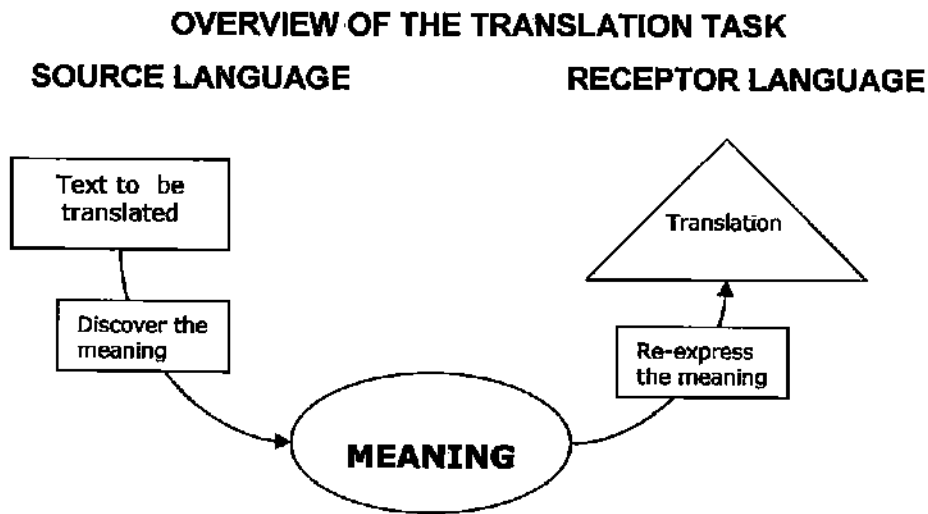 OVERVIEW OF THE TRANSLATION TASK
SOURCE LANGUAGE
RECEPTOR LANGUAGE
Text to be
translated
Discover the
meaning
MEANING
Re-express
the meaning
Translation